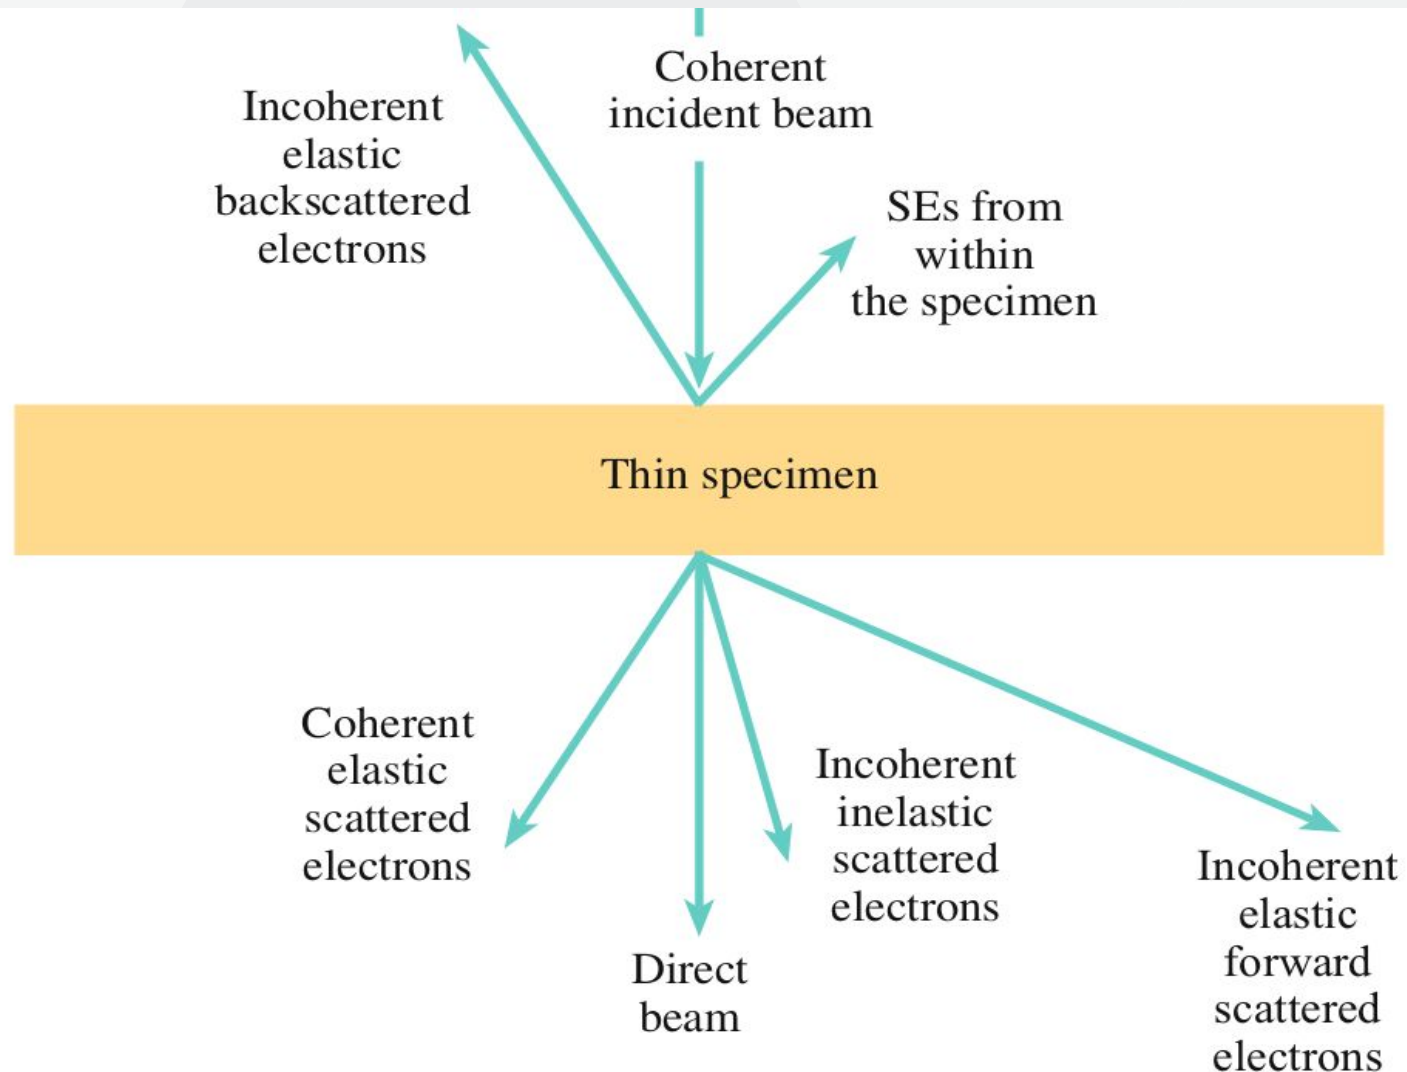 Coherent
incident beam
Incoherent
elastic
backscattered
electrons
SEs from
within
the specimen
Thin specimen
Coherent
elastic
scattered
electrons
Direct
beam
Incoherent
inelastic
scattered
electrons
Incoherent
elastic
forward
scattered
electrons